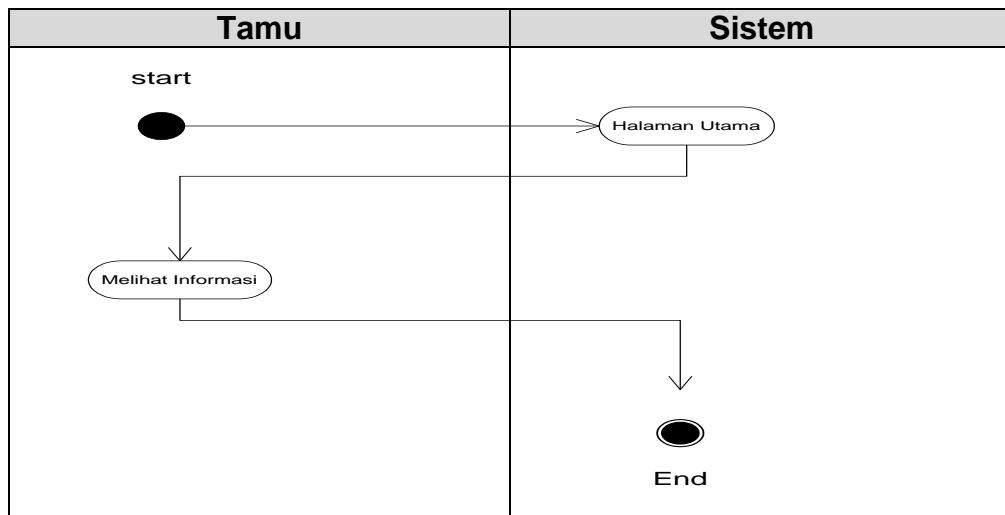 Tamu
Sistem
start
Halaman Utama
Melihat Informasi
End